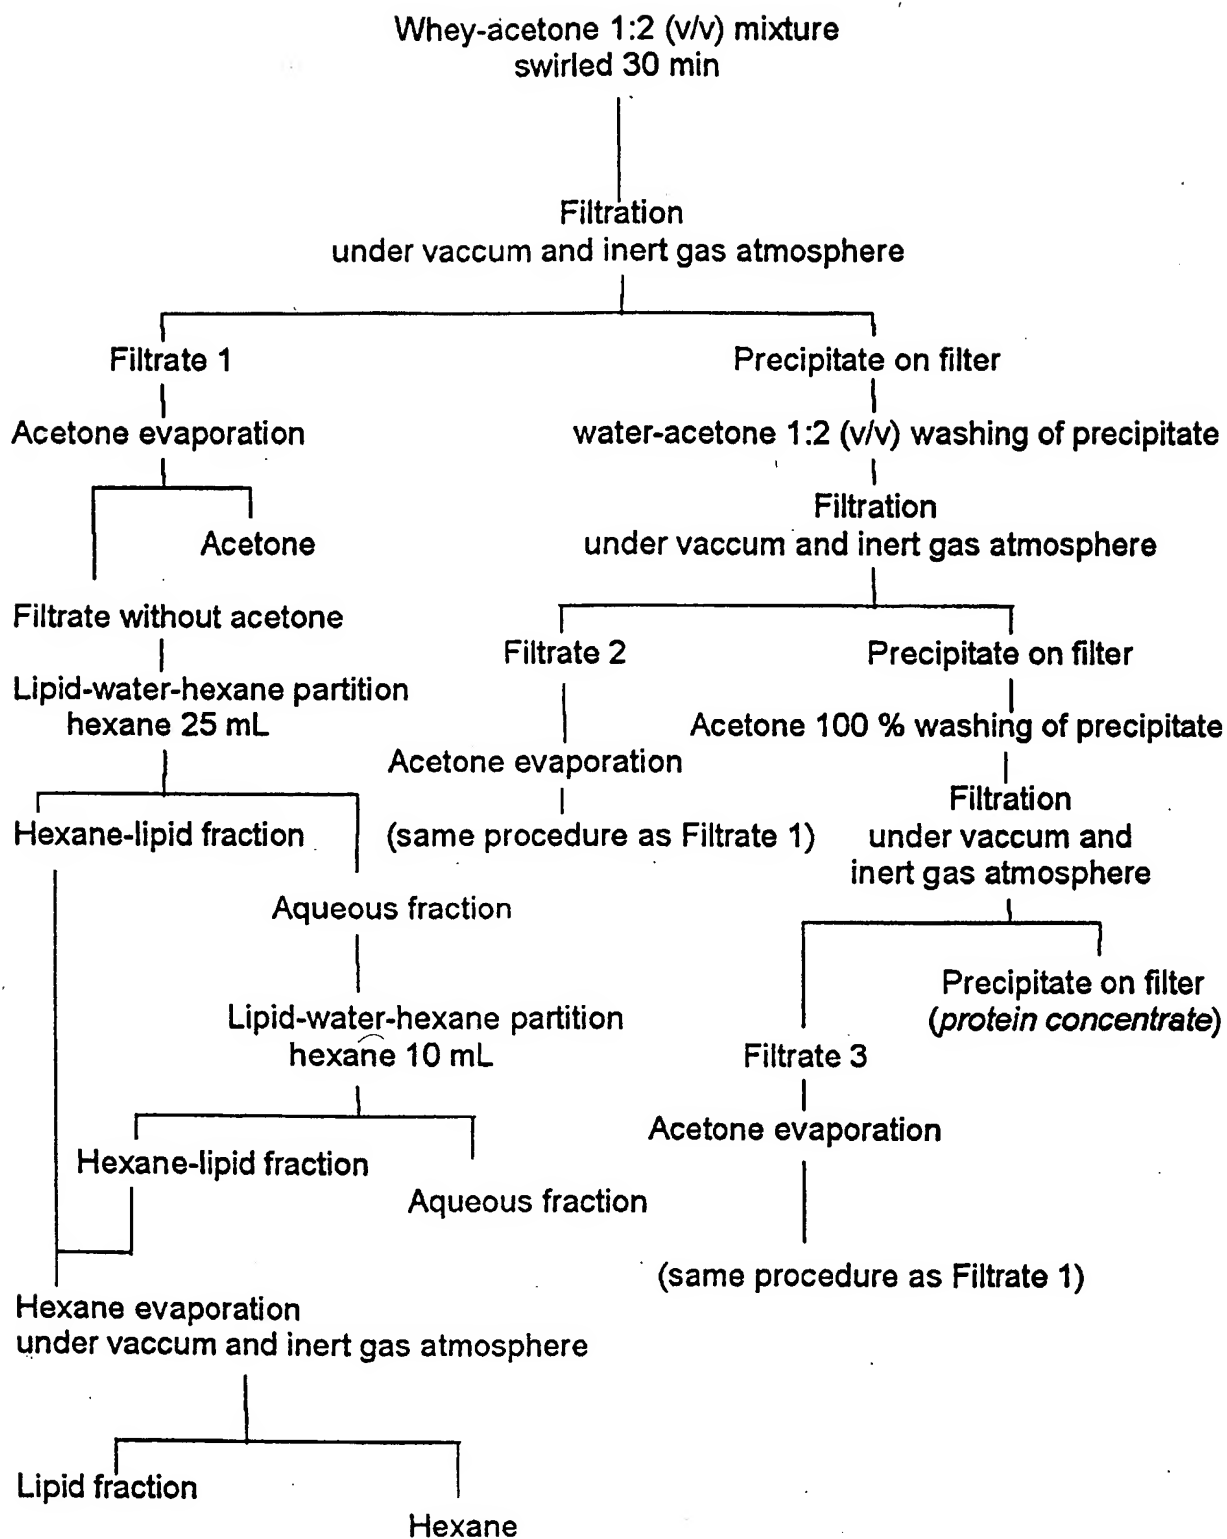 Whey-acetone 1:2 (v/v) mixture
swirled 30 min
Filtration
under vaccum and inert gas atmosphere
Filtrate 1
Precipitate on filter
Acetone evaporation
water-acetone 1:2 (v/v) washing of precipitate
Filtration
under vaccum and inert gas atmosphere
Acetone
Filtrate without acetone
Filtrate 2
Precipitate on filter
Lipid-water-hexane partition
hexane 25 mL
Acetone 100 % washing of precipitate
Acetone evaporation
Filtration
under vaccum and
inert gas atmosphere
Hexane-lipid fraction
(same procedure as Filtrate 1)
Aqueous fraction
Precipitate on filter
(protein concentrate)
Lipid-water-hexane partition
hexane 10 mL
Filtrate 3
Acetone evaporation
Hexane-lipid fraction
Aqueous fraction
(same procedure as Filtrate 1)
Hexane evaporation
under vaccum and inert gas atmosphere
Lipid fraction
Hexane